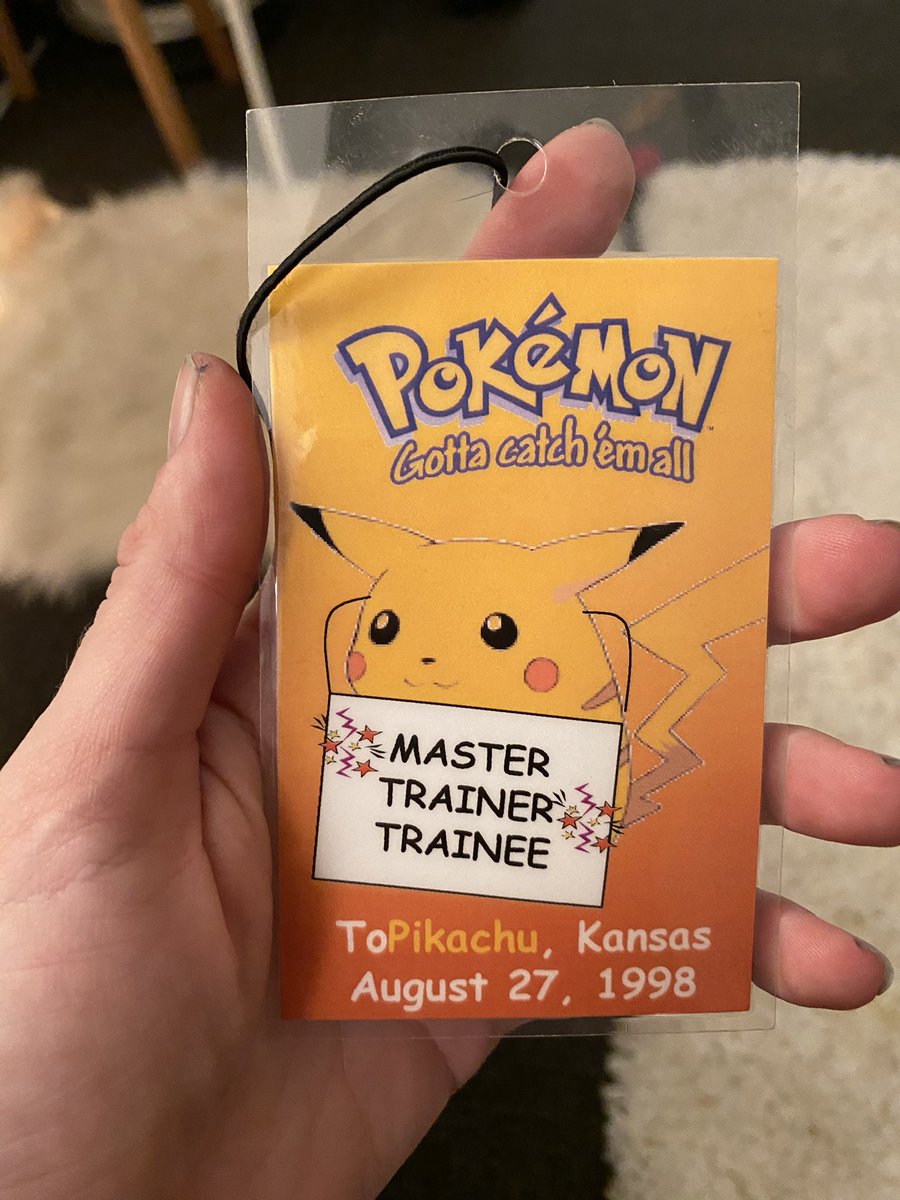 POKéMON
Gotta catch 'em all
MASTER
TRAINER
TRAINEE
ToPikachu, Kansas
August 27, 1998